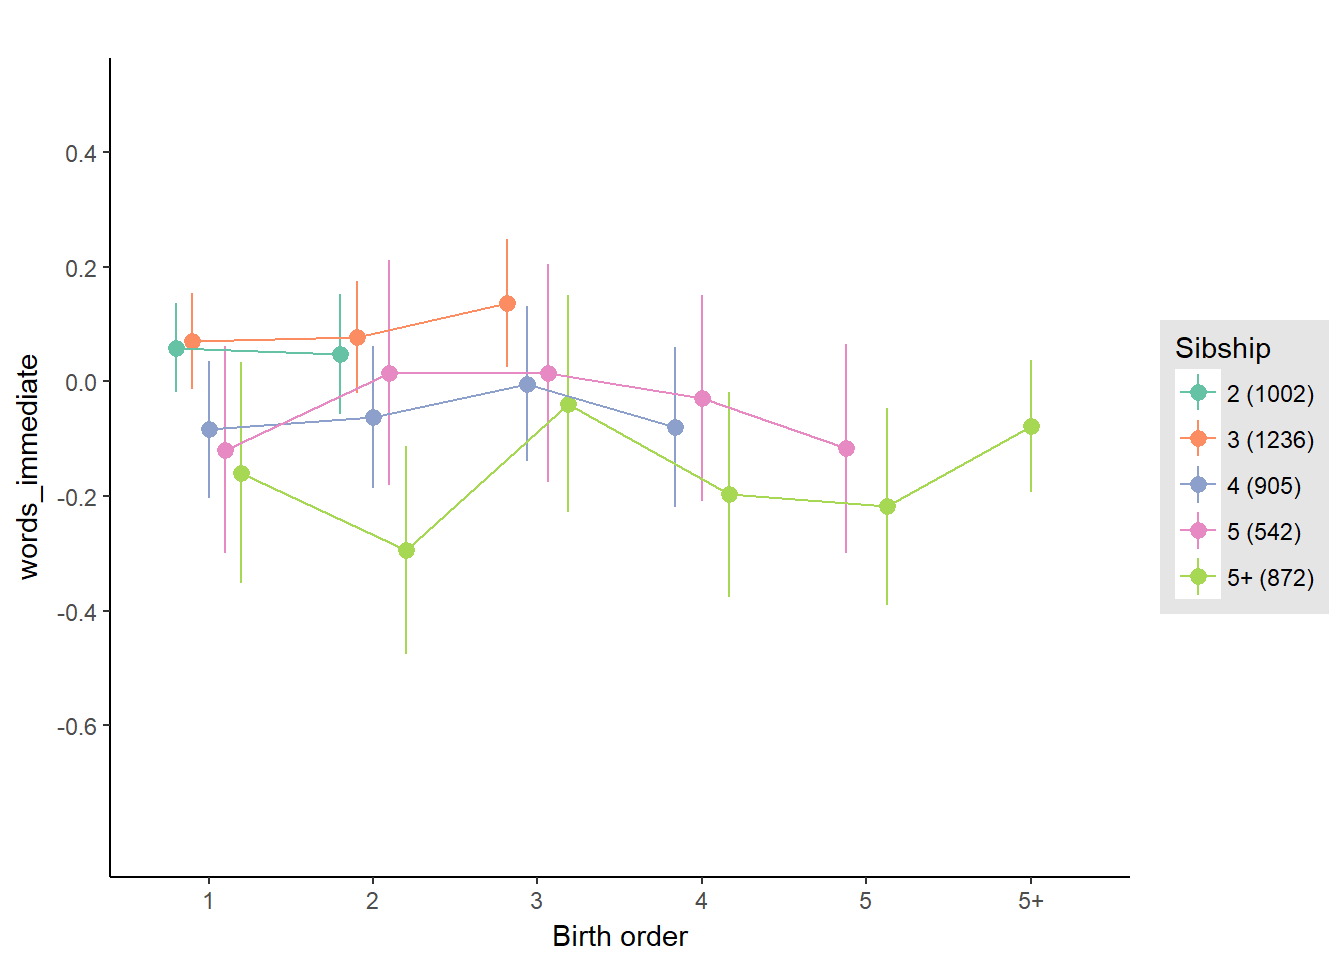 words_immediate
0.4
0.2
0.0
-0.2
-0.4
-0.6
1 2 3 4 5 5+
Birth order
Sibship
2 (1002)
3 (1236)
4 (905)
5 (542)
5+ (872)